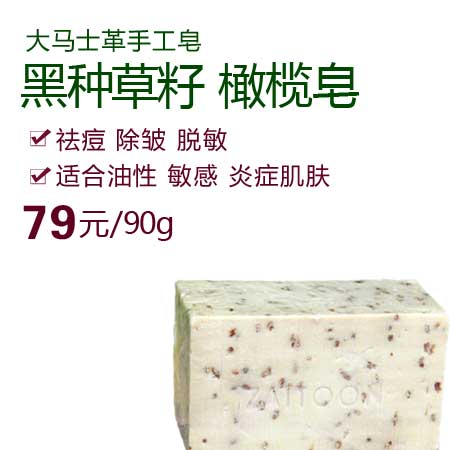 大马士革手工皂
黑种草籽 橄榄皂
祛痘 除皱 脱敏
适合油性 敏感 炎症肌肤
79元/90g
ZAITOON